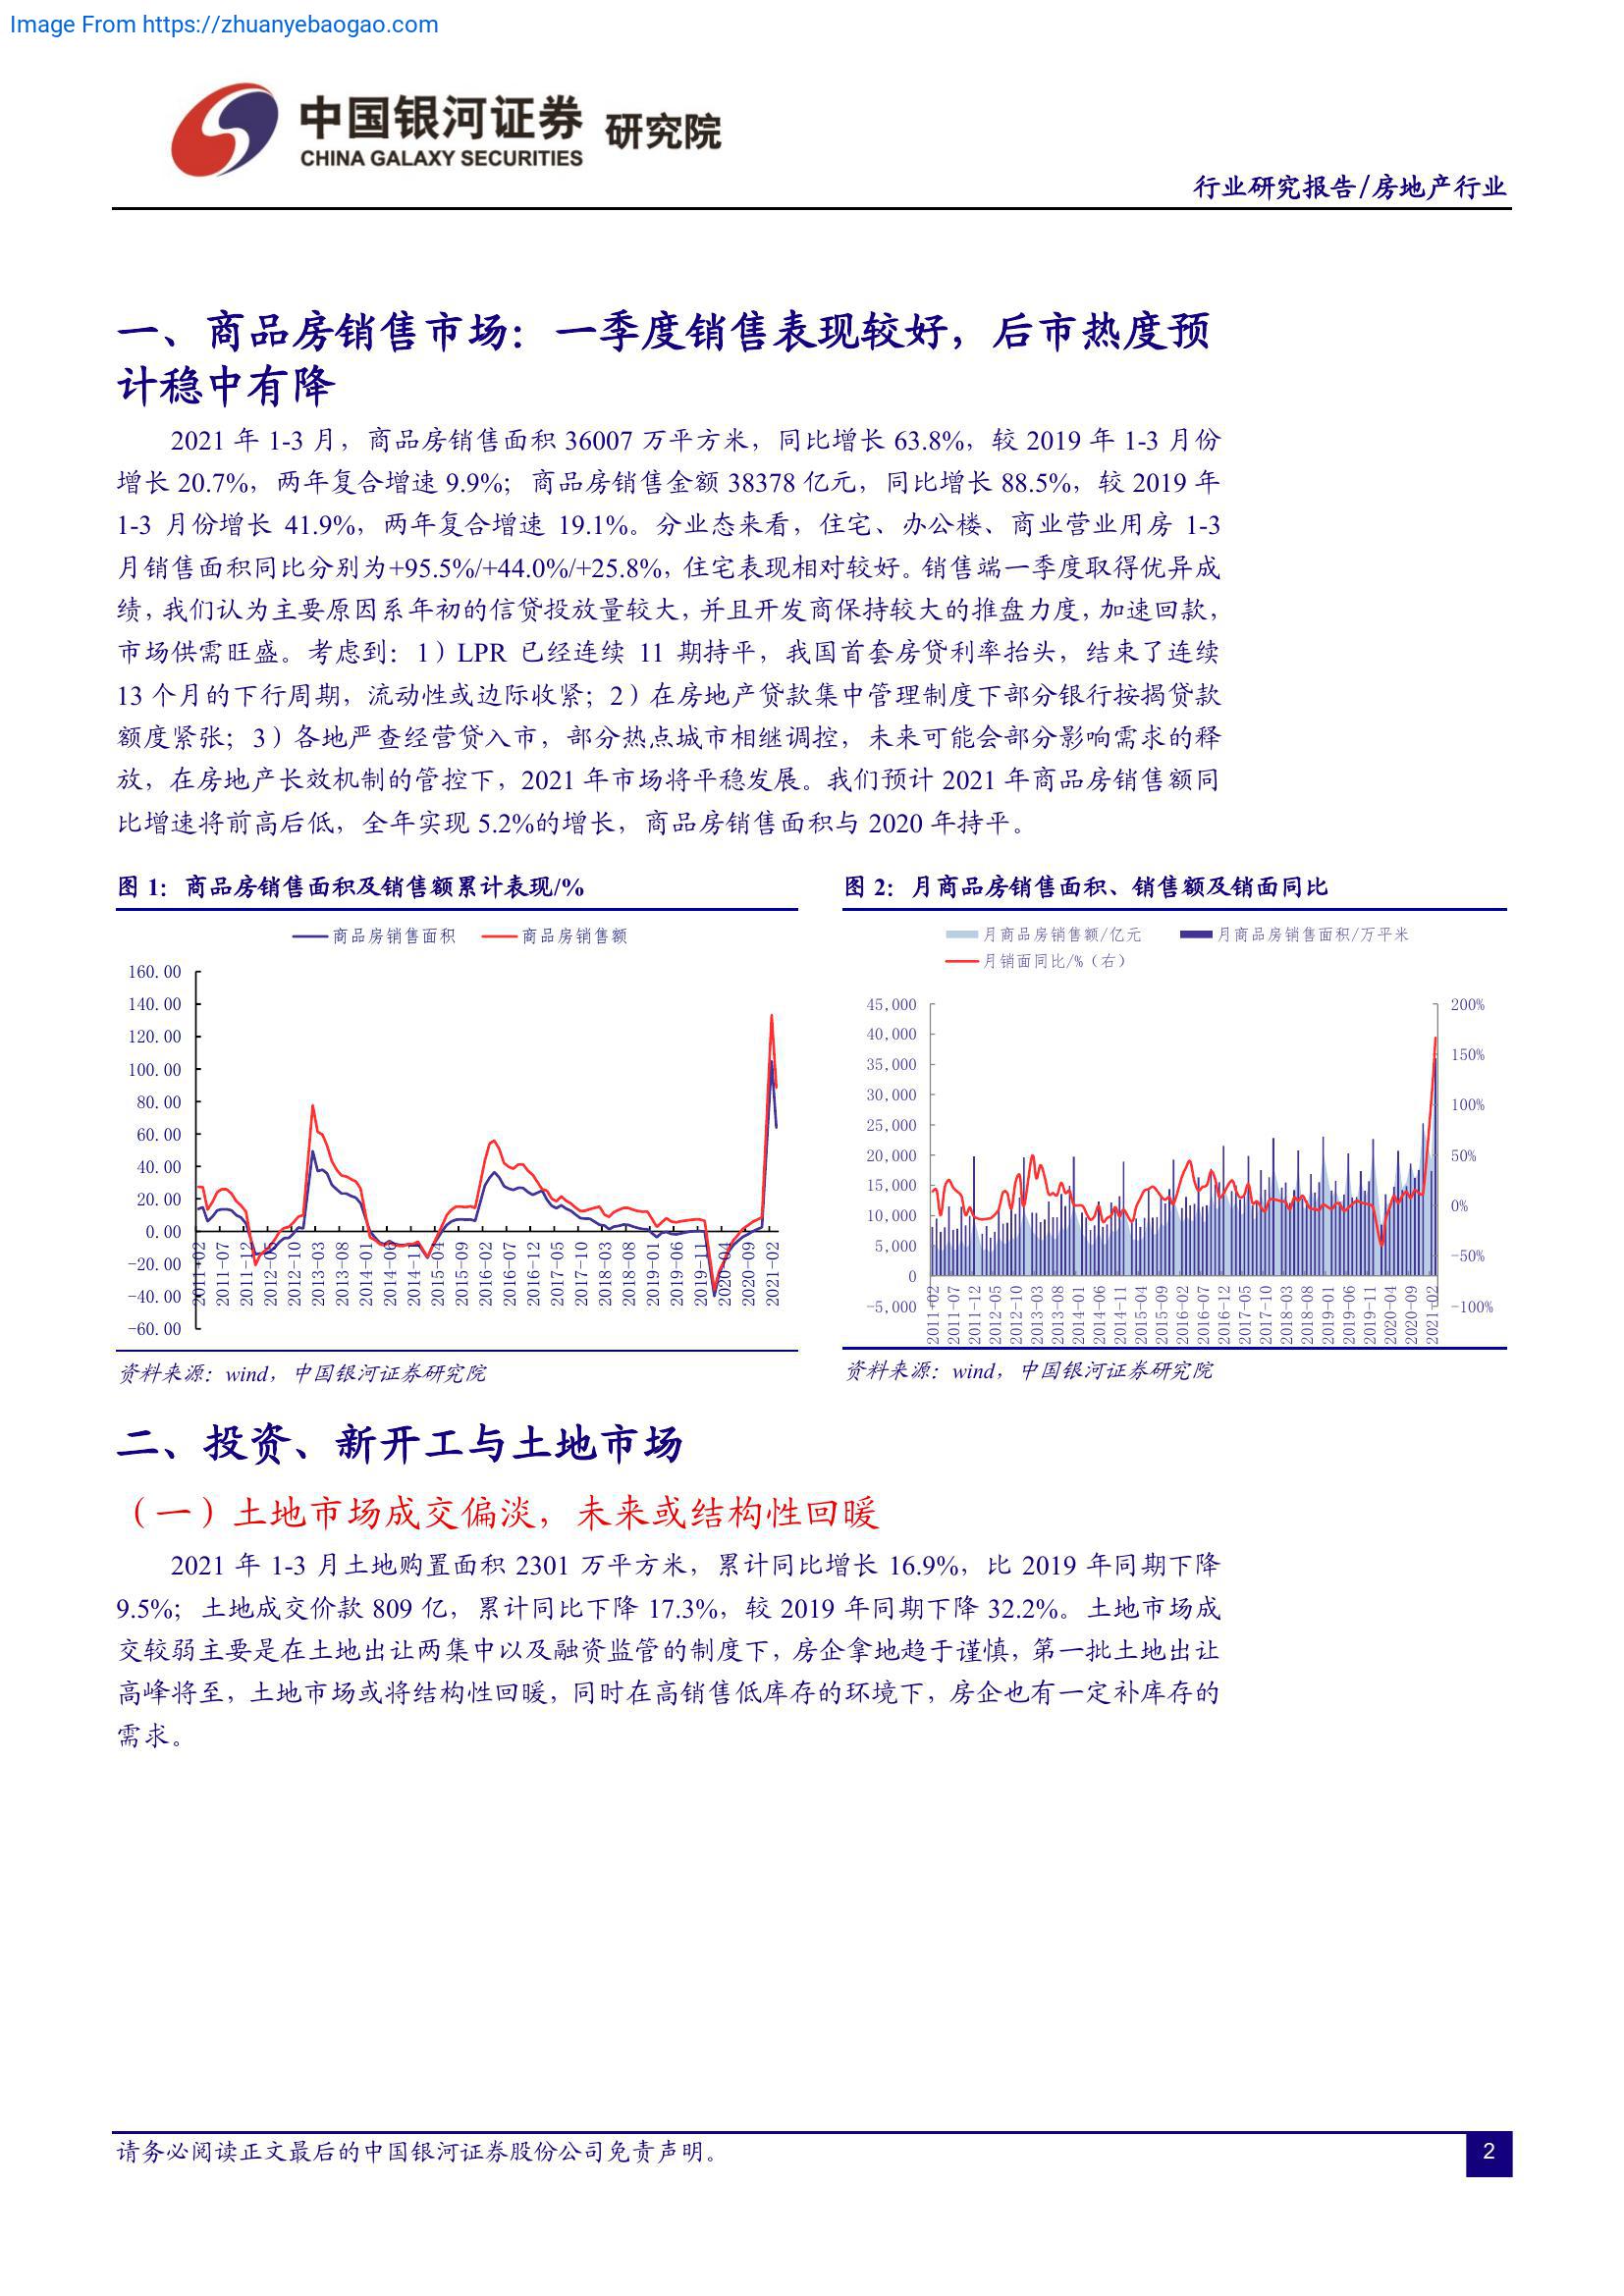 Image From https://zhuanyebaogao.com
中国银河证券 研究院
CHINA GALAXY SECURITIES
行业研究报告/房地产行业
一、商品房销售市场：一季度销售表现较好，后市热度预
计稳中有降
2021 年 1-3 月，商品房销售面积 36007 万平方米，同比增长 63.8%，较 2019 年 1-3 月份
增长 20.7%，两年复合增速 9.9%；商品房销售金额 38378 亿元，同比增长 88.5%，较 2019 年
1-3 月份增长 41.9%，两年复合增速 19.1%。分业态来看，住宅、办公楼、商业营业用房 1-3
月销售面积同比分别为+95.5%/+44.0%/+25.8%，住宅表现相对较好。销售端一季度取得优异成
绩，我们认为主要原因系年初的信贷投放量较大，并且开发商保持较大的推盘力度，加速回款，
市场供需旺盛。考虑到：1）LPR 已经连续 11 期持平，我国首套房贷利率抬头，结束了连续
13 个月的下行周期，流动性或边际收紧；2）在房地产贷款集中管理制度下部分银行按揭贷款
额度紧张；3）各地严查经营贷入市，部分热点城市相继调控，未来可能会部分影响需求的释
放，在房地产长效机制的管控下，2021 年市场将平稳发展。我们预计 2021 年商品房销售额同
比增速将前高后低，全年实现 5.2%的增长，商品房销售面积与 2020 年持平。
图 1：商品房销售面积及销售额累计表现/%
商品房销售面积 商品房销售额
160.00
140.00
120.00
100.00
80.00
60.00
40.00
20.00
0.00
-20.00
-40.00
-60.00
2011-02 2011-07 2011-12 2012-05 2012-10 2013-03 2013-08 2014-01 2014-06 2014-11 2015-04 2015-09 2016-02 2016-07 2016-12 2017-05 2017-10 2018-03 2018-08 2019-01 2019-06 2019-11 2020-04 2020-09 2021-02
资料来源：wind，中国银河证券研究院
图 2：月商品房销售面积、销售额及销面同比
月商品房销售额/亿元 月商品房销售面积/万平米
月销面同比/%（右）
45,000 200%
40,000
35,000 150%
30,000
25,000 100%
20,000 50%
15,000
10,000 0%
5,000 -50%
0
-5,000 -100%
2011-02 2011-07 2011-12 2012-05 2012-10 2013-03 2013-08 2014-01 2014-06 2014-11 2015-04 2015-09 2016-02 2016-07 2016-12 2017-05 2017-10 2018-03 2018-08 2019-01 2019-06 2019-11 2020-04 2020-09 2021-02
资料来源：wind，中国银河证券研究院
二、投资、新开工与土地市场
（一）土地市场成交偏淡，未来或结构性回暖
2021 年 1-3 月土地购置面积 2301 万平方米，累计同比增长 16.9%，比 2019 年同期下降
9.5%；土地成交价款 809 亿，累计同比下降 17.3%，较 2019 年同期下降 32.2%。土地市场成
交较弱主要是在土地出让两集中以及融资监管的制度下，房企拿地趋于谨慎，第一批土地出让
高峰将至，土地市场或将结构性回暖，同时在高销售低库存的环境下，房企也有一定补库存的
需求。
请务必阅读正文最后的中国银河证券股份公司免责声明。
2